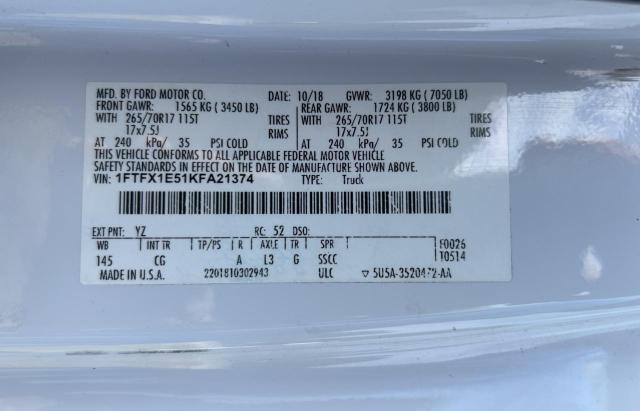 MFD. BY FORD MOTOR CO. DATE: 10/18 GVWR: 3198 KG ( 7050 LB)
FRONT GAWR: 1565 KG ( 3450 LB) REAR GAWR: 1724 KG ( 3800 LB)
WITH 265/70R17 115T TIRES WITH 265/70R17 115T TIRES
17x7.5J RIMS 17x7.5J RIMS
AT 240 kPa/ 35 PSI COLD AT 240 kPa/ 35 PSI COLD
THIS VEHICLE CONFORMS TO ALL APPLICABLE FEDERAL MOTOR VEHICLE
SAFETY STANDARDS IN EFFECT ON THE DATE OF MANUFACTURE SHOWN ABOVE.
VIN: 1FTFX1E51KFA21374 TYPE: Truck
EXT PNT: YZ RC: 52 DSO:
WB INT TR TP/PS R AXLE TR SPR F0026
145 CG A L3 G SSCC T0514
MADE IN U.S.A. 2201810302943 ULC ▽ 5U5A-3520472-AA